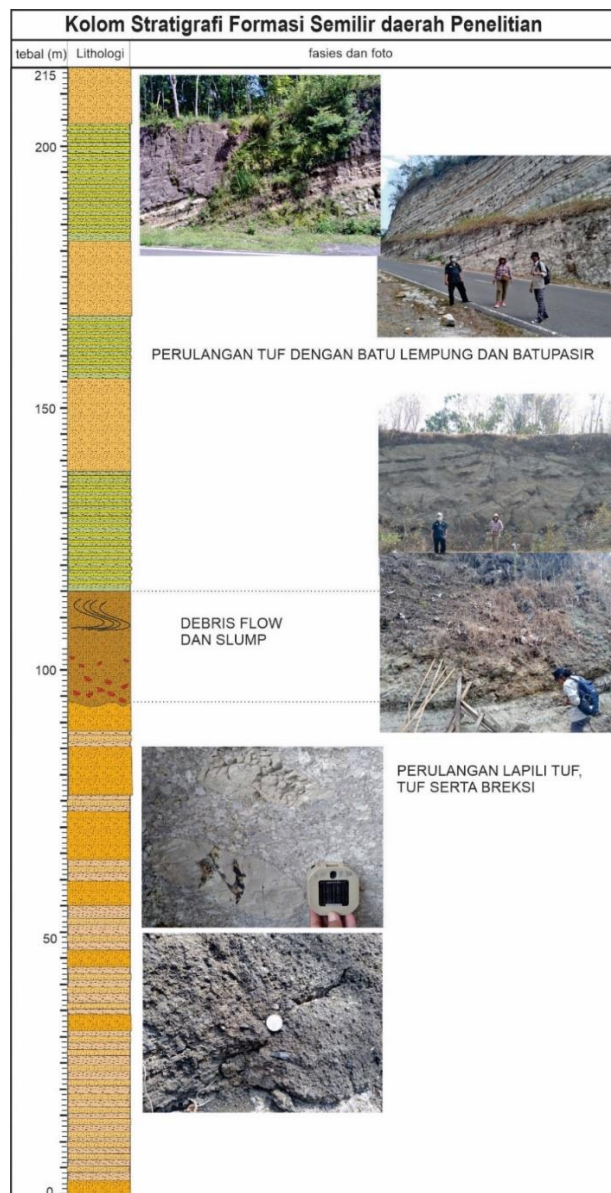 Kolom Stratigrafi Formasi Semilir daerah Penelitian
tebal (m) Lithologi fasies dan foto
215
200
PERULANGAN TUF DENGAN BATU LEMPUNG DAN BATUPASIR
150
DEBRIS FLOW
DAN SLUMP
100
PERULANGAN LAPILI TUF,
TUF SERTA BREKSI
50
0